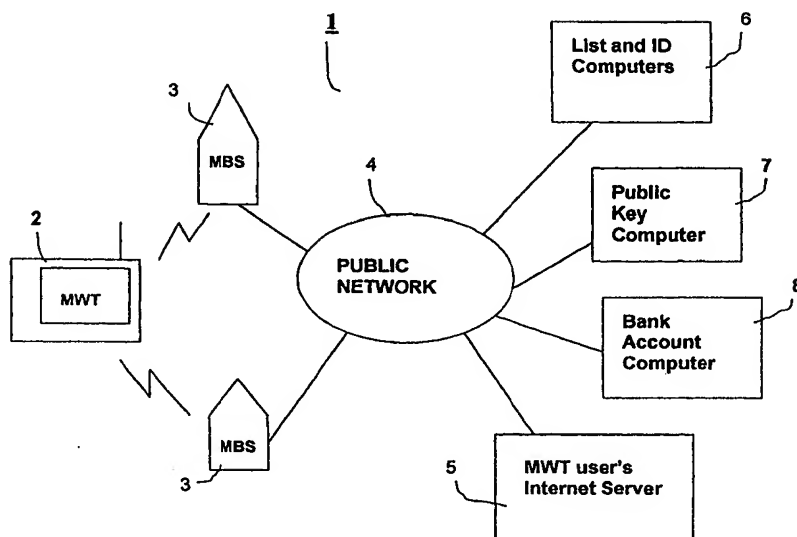 1
6
List and ID
Computers
3
MBS
4
7
Public
Key
Computer
2
MWT
PUBLIC
NETWORK
8
Bank
Account
Computer
MBS
3
5
MWT user's
Internet Server